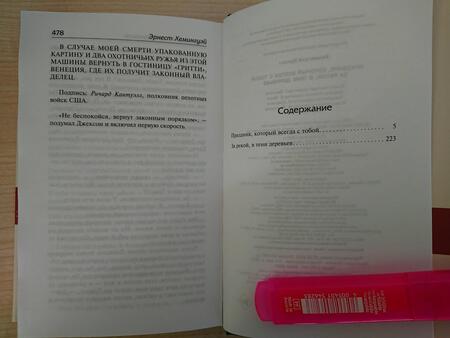 478
Эрнест Хемингуэй
В СЛУЧАЕ МОЕЙ СМЕРТИ УПАКОВАННУЮ
КАРТИНУ И ДВА ОХОТНИЧЬИХ РУЖЬЯ ИЗ ЭТОЙ
МАШИНЫ ВЕРНУТЬ В ГОСТИНИЦУ «ГРИТТИ»,
ВЕНЕЦИЯ, ГДЕ ИХ ПОЛУЧИТ ЗАКОННЫЙ ВЛА-
ДЕЛЕЦ.
Подпись: Ричард Кантуэлл, полковник пехотных
войск США.
«Не беспокойся, вернут законным порядком», —
подумал Джексон и включил первую скорость.
Содержание
Праздник, который всегда с тобой. . . . . . . . . . . . . . . . . . . . 5
За рекой, в тени деревьев. . . . . . . . . . . . . . . . . . . . . . . . 223